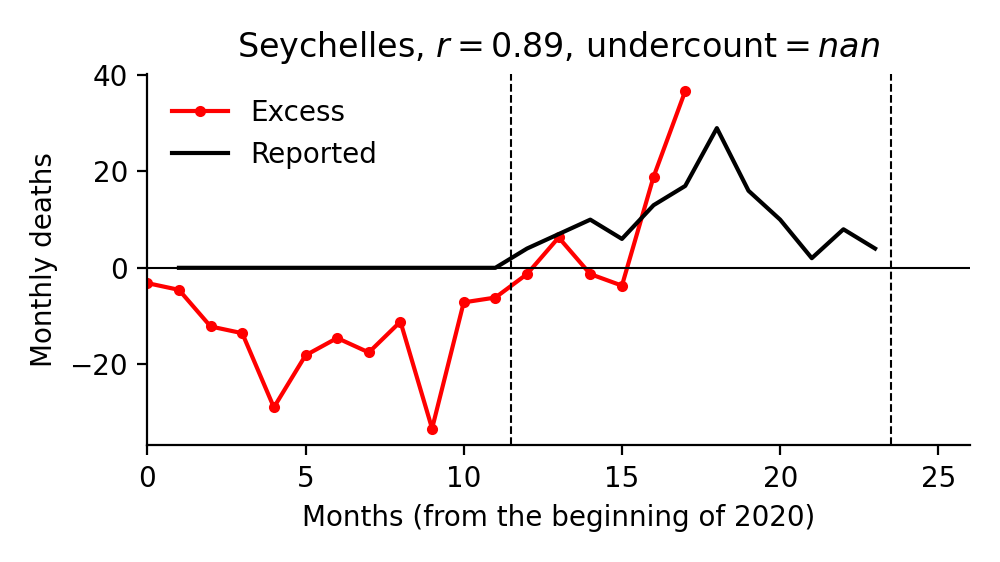 Seychelles, r = 0.89, undercount = nan
40
20
0
−20
Monthly deaths
Excess
Reported
0 5 10 15 20 25
Months (from the beginning of 2020)